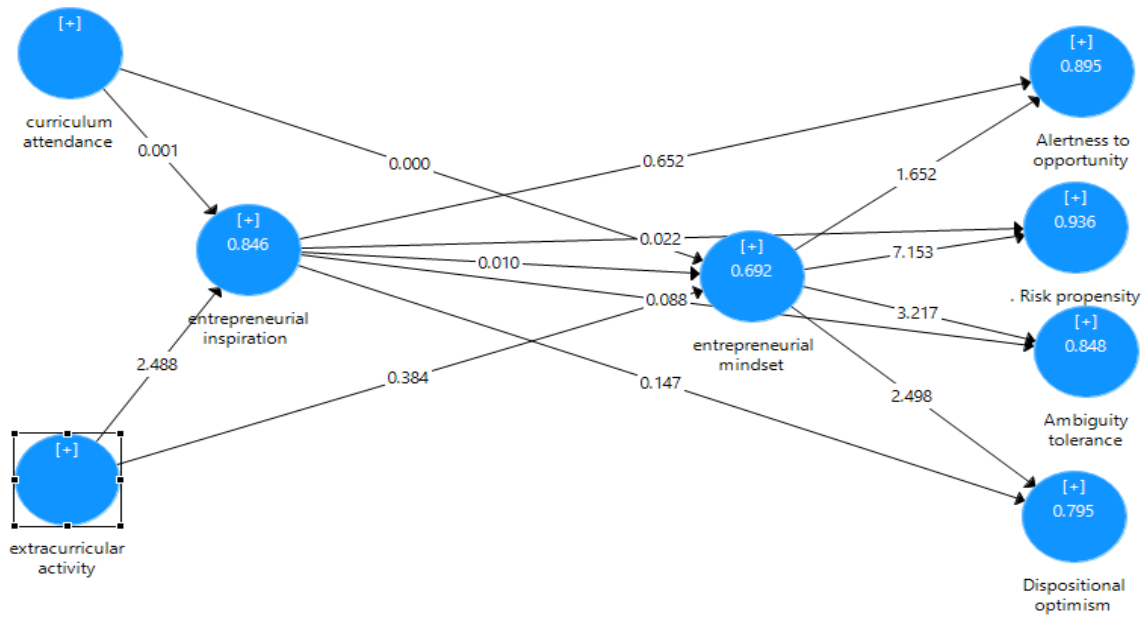 [+]
curriculum
attendance
0.001
0.000
[+]
0.846
entrepreneurial
inspiration
2.488
0.384
[+]
extracurricular
activity
0.652
0.022
0.010
0.088
0.147
[+]
0.692
entrepreneurial
mindset
1.652
7.153
3.217
2.498
[+]
0.895
Alertness to
opportunity
[+]
0.936
. Risk propensity
[+]
0.848
Ambiguity
tolerance
[+]
0.795
Dispositional
optimism